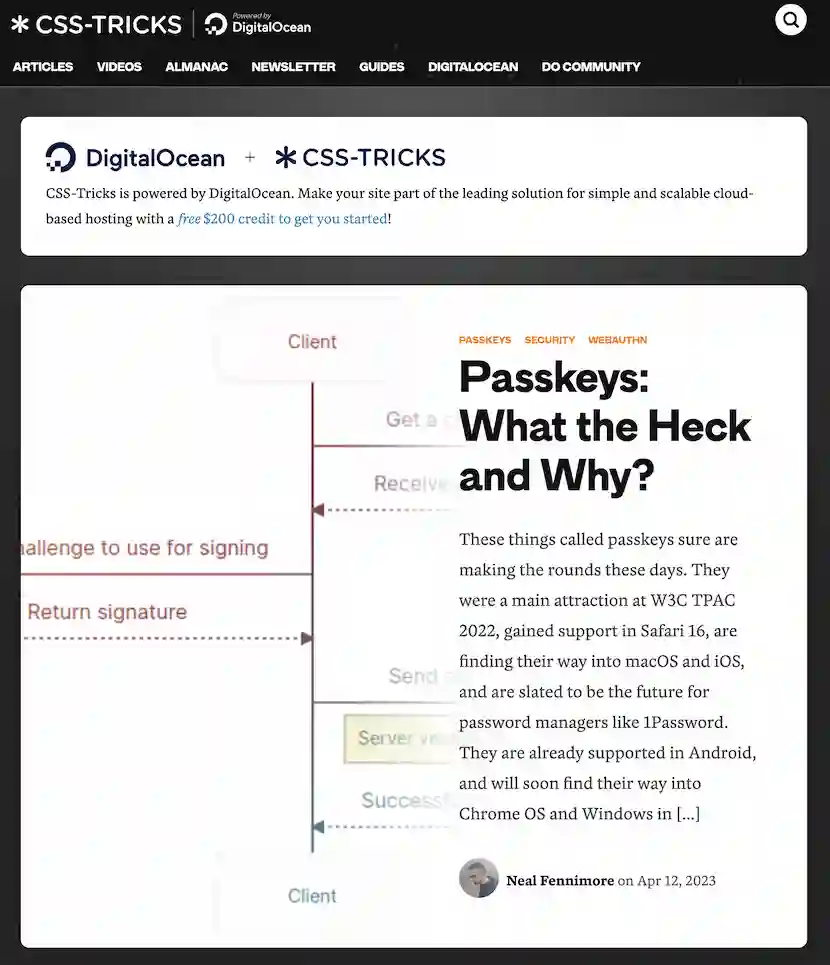 CSS-TRICKS
Powered by
DigitalOcean
ARTICLES VIDEOS ALMANAC NEWSLETTER GUIDES DIGITALOCEAN DO COMMUNITY
DigitalOcean + CSS-TRICKS
CSS-Tricks is powered by DigitalOcean. Make your site part of the leading solution for simple and scalable cloud-
based hosting with a free $200 credit to get you started!
Client
Get a
Receive
allenge to use for signing
Return signature
Send
Server
Success
Client
PASSKEYS SECURITY WEBAUTHN
Passkeys:
What the Heck
and Why?
These things called passkeys sure are
making the rounds these days. They
were a main attraction at W3C TPAC
2022, gained support in Safari 16, are
finding their way into macOS and iOS,
and are slated to be the future for
password managers like 1Password.
They are already supported in Android,
and will soon find their way into
Chrome OS and Windows in [...]
Neal Fennimore on Apr 12, 2023